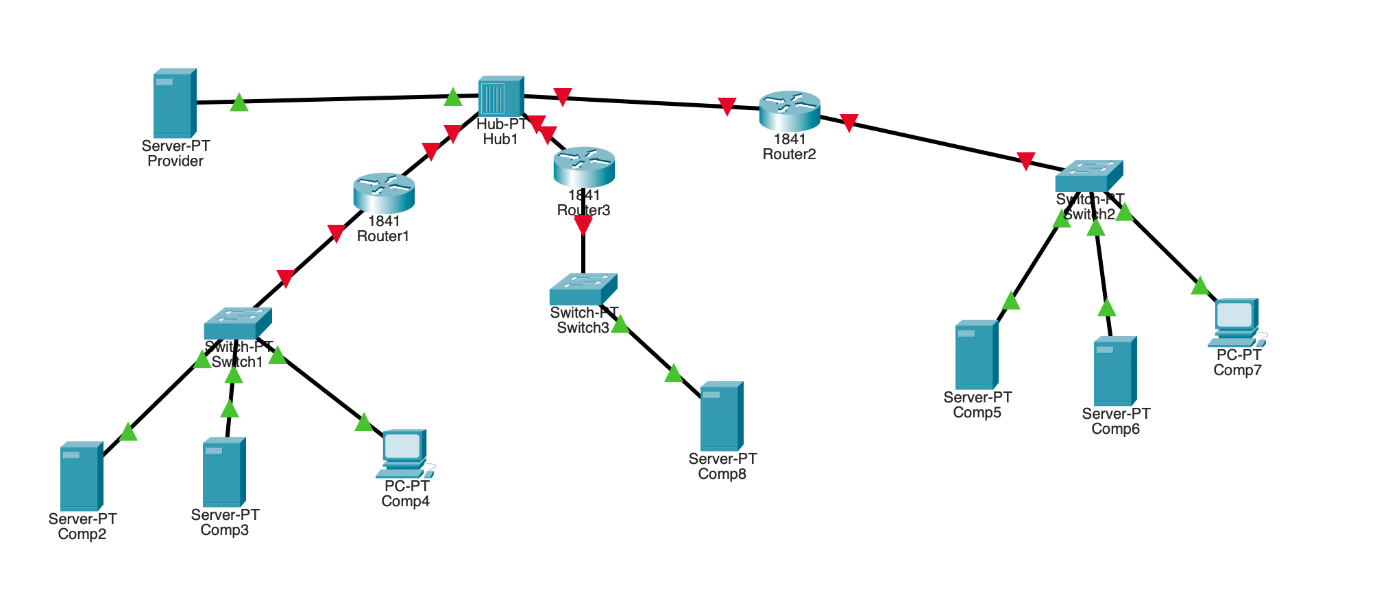 Server-PT
Provider
Hub-PT
Hub1
1841
Router2
1841
Router1
1841
Router3
Switch-PT
Switch2
Switch-PT
Switch3
Switch-PT
Switch1
Server-PT
Comp5
Server-PT
Comp6
PC-PT
Comp7
Server-PT
Comp8
PC-PT
Comp4
Server-PT
Comp2
Server-PT
Comp3